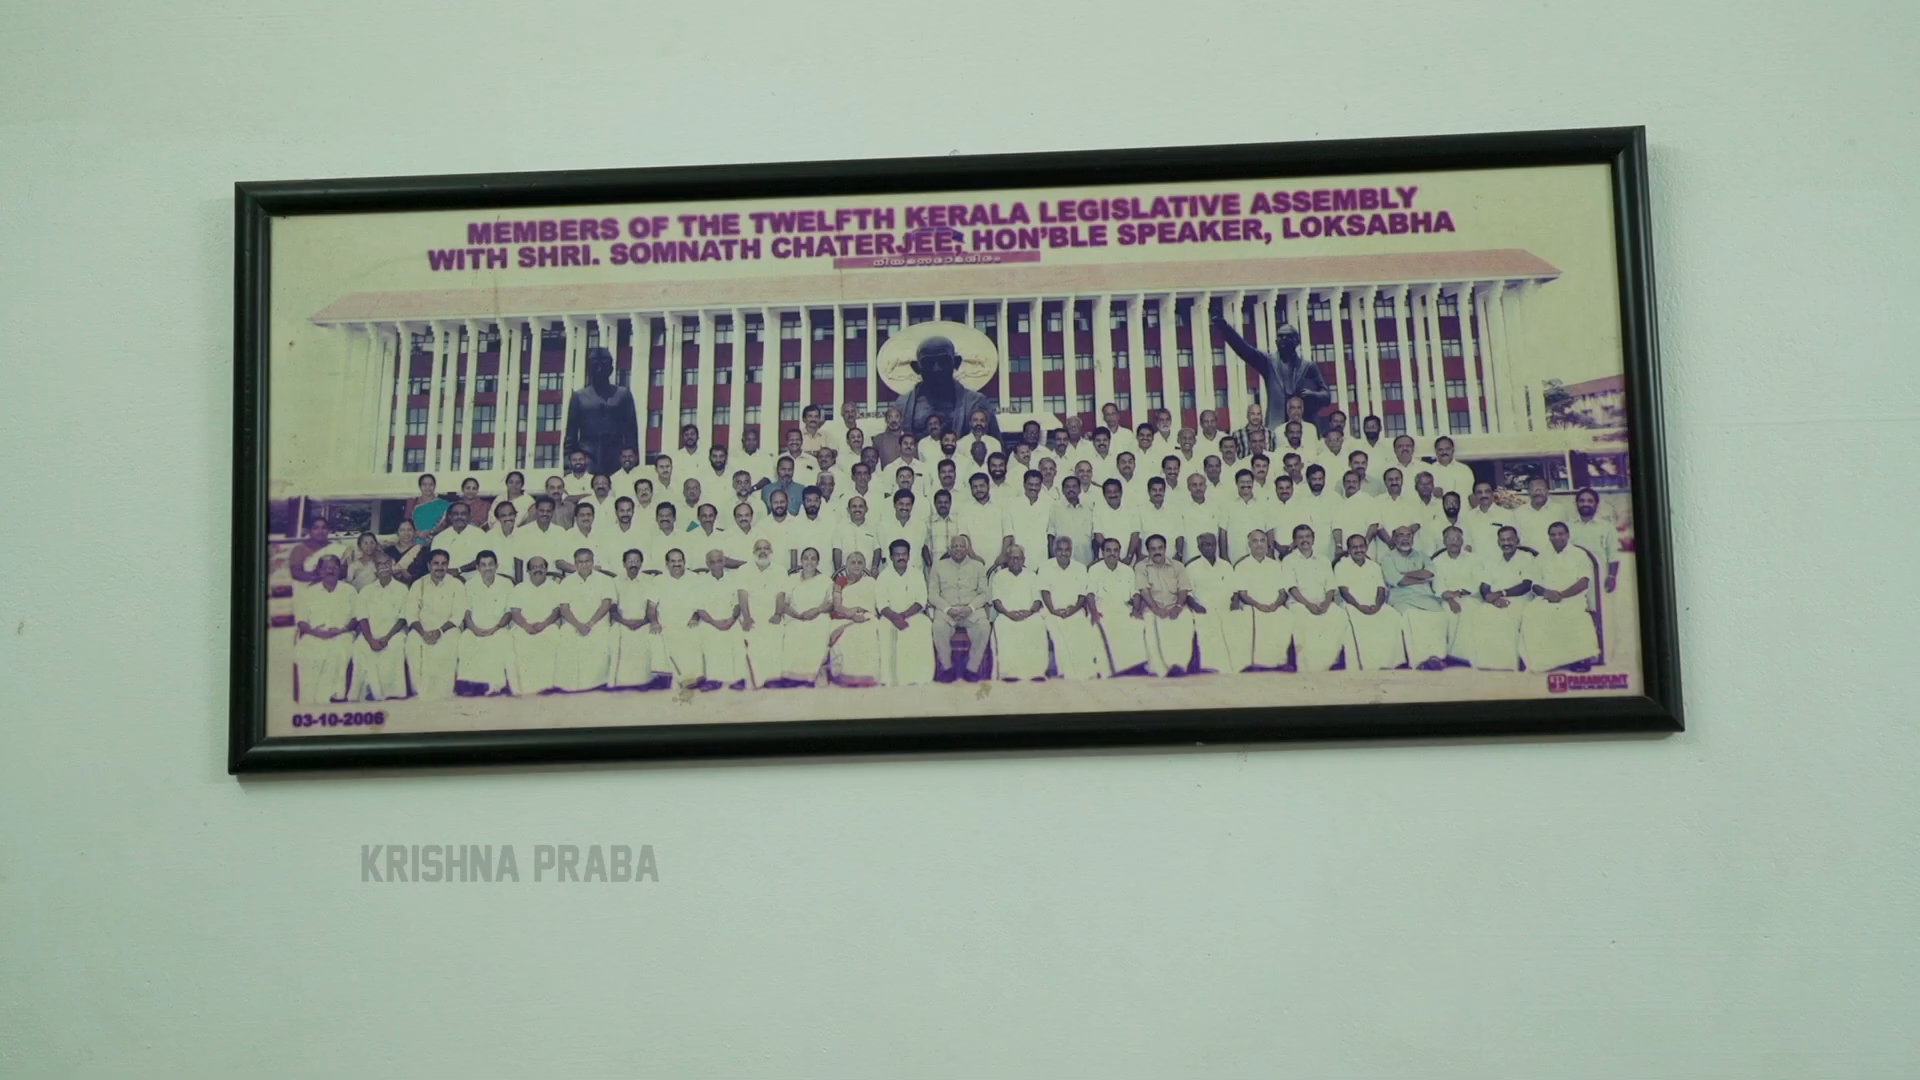 MEMBERS OF THE TWELFTH KERALA LEGISLATIVE ASSEMBLY
WITH SHRI. SOMNATH CHATERJEE, HON'BLE SPEAKER, LOKSABHA
03-10-2006
PARAMOUNT
KRISHNA PRABA